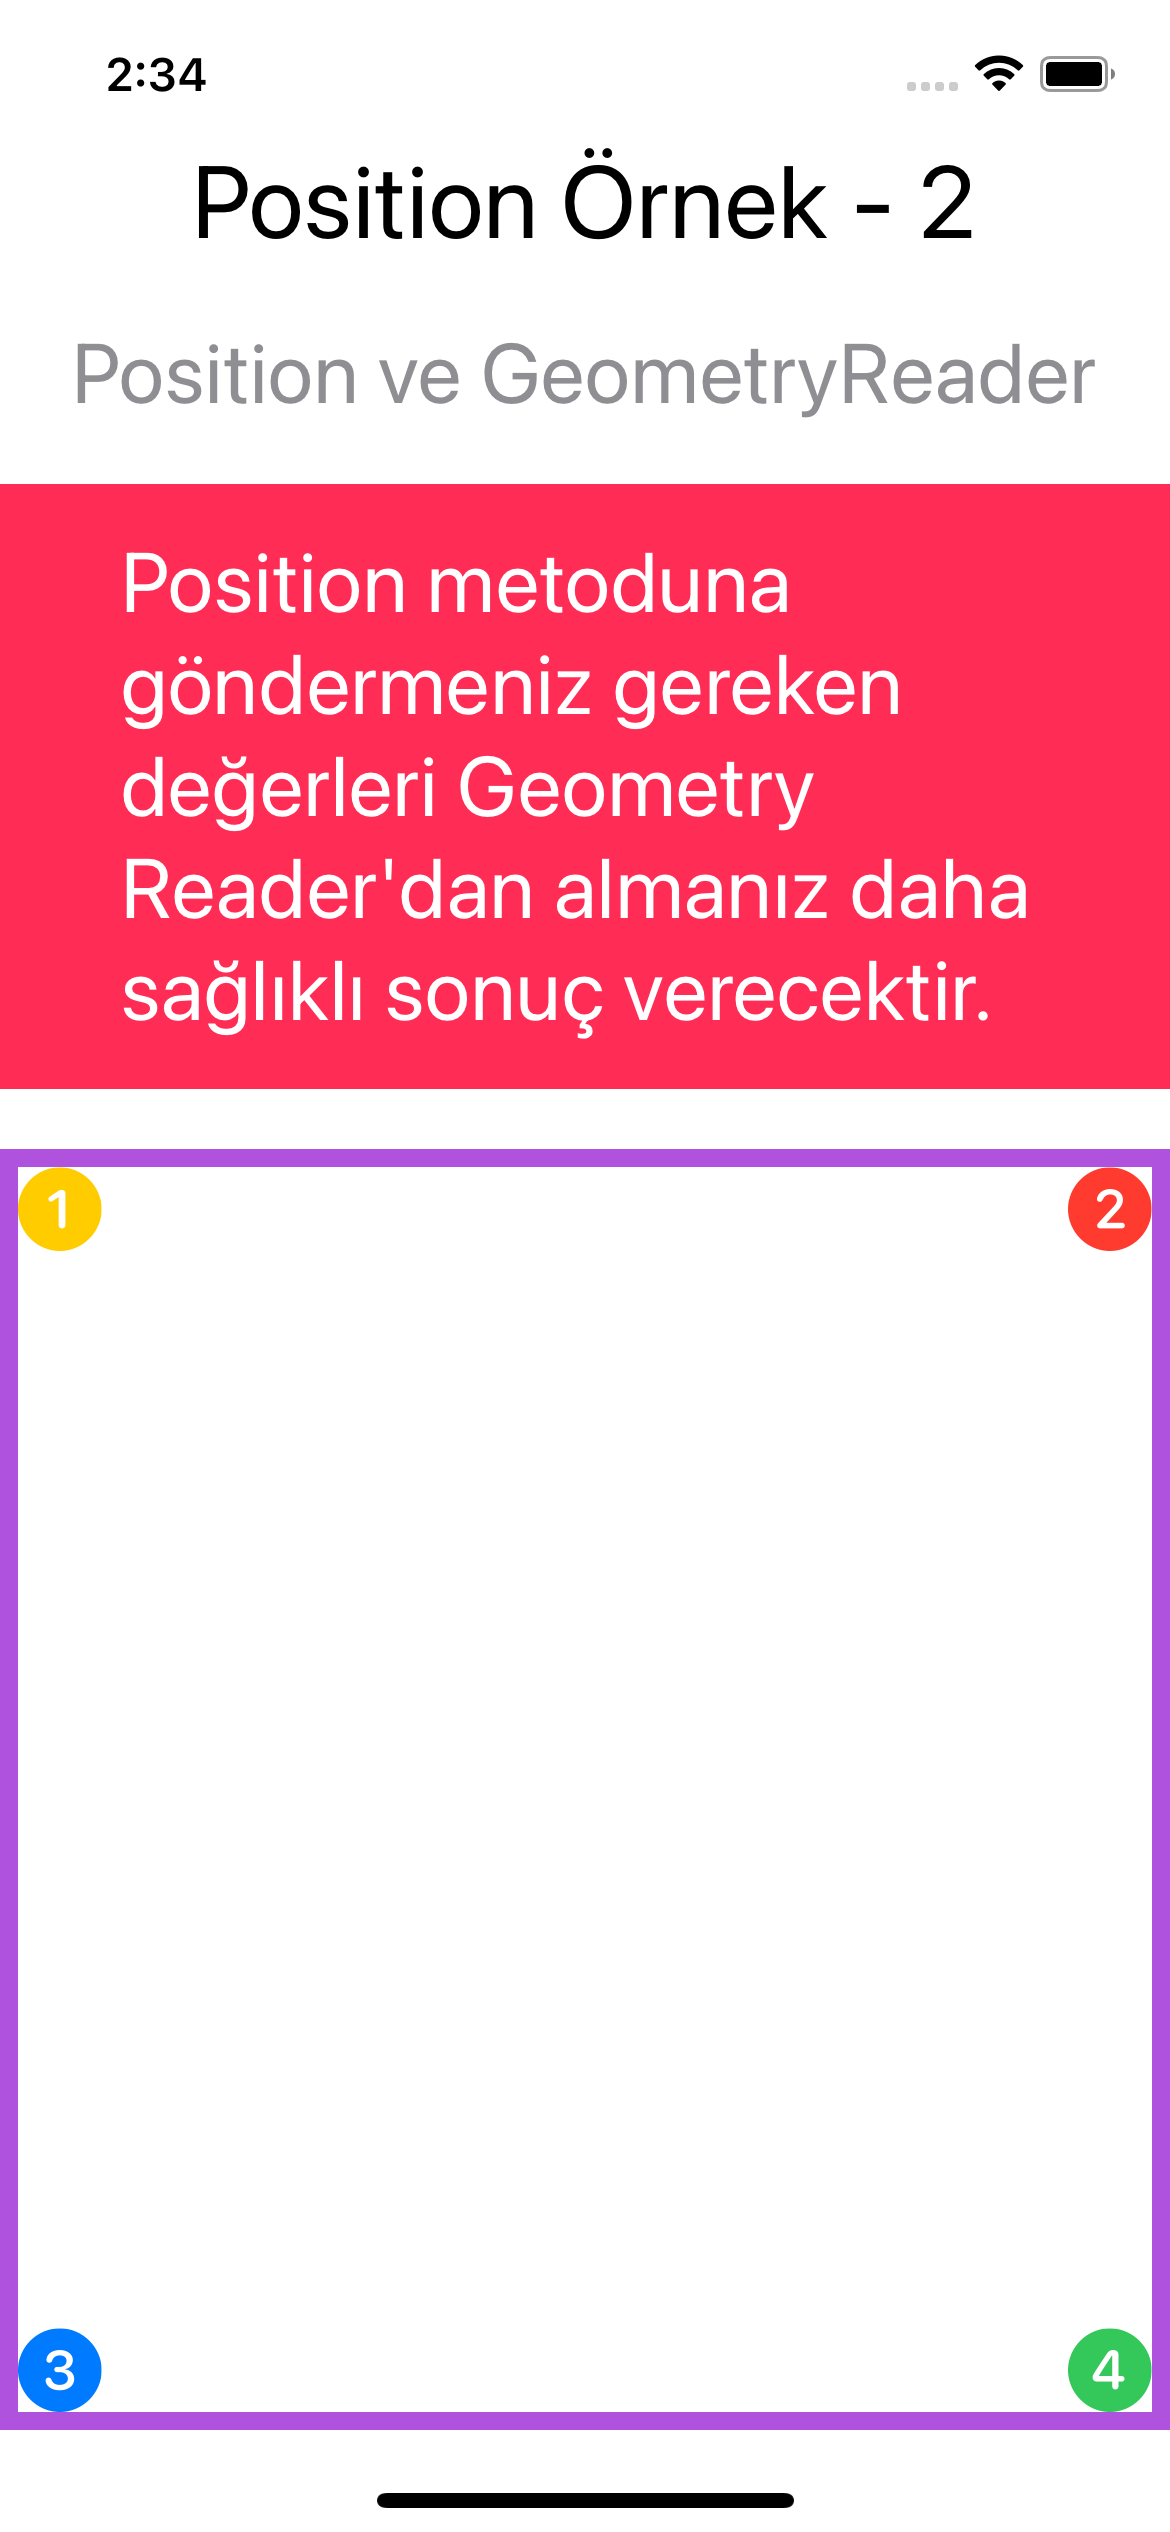 2:34
Position Örnek - 2
Position ve GeometryReader
Position metoduna
göndermeniz gereken
değerleri Geometry
Reader'dan almanız daha
sağlıklı sonuç verecektir.
1 2
3 4